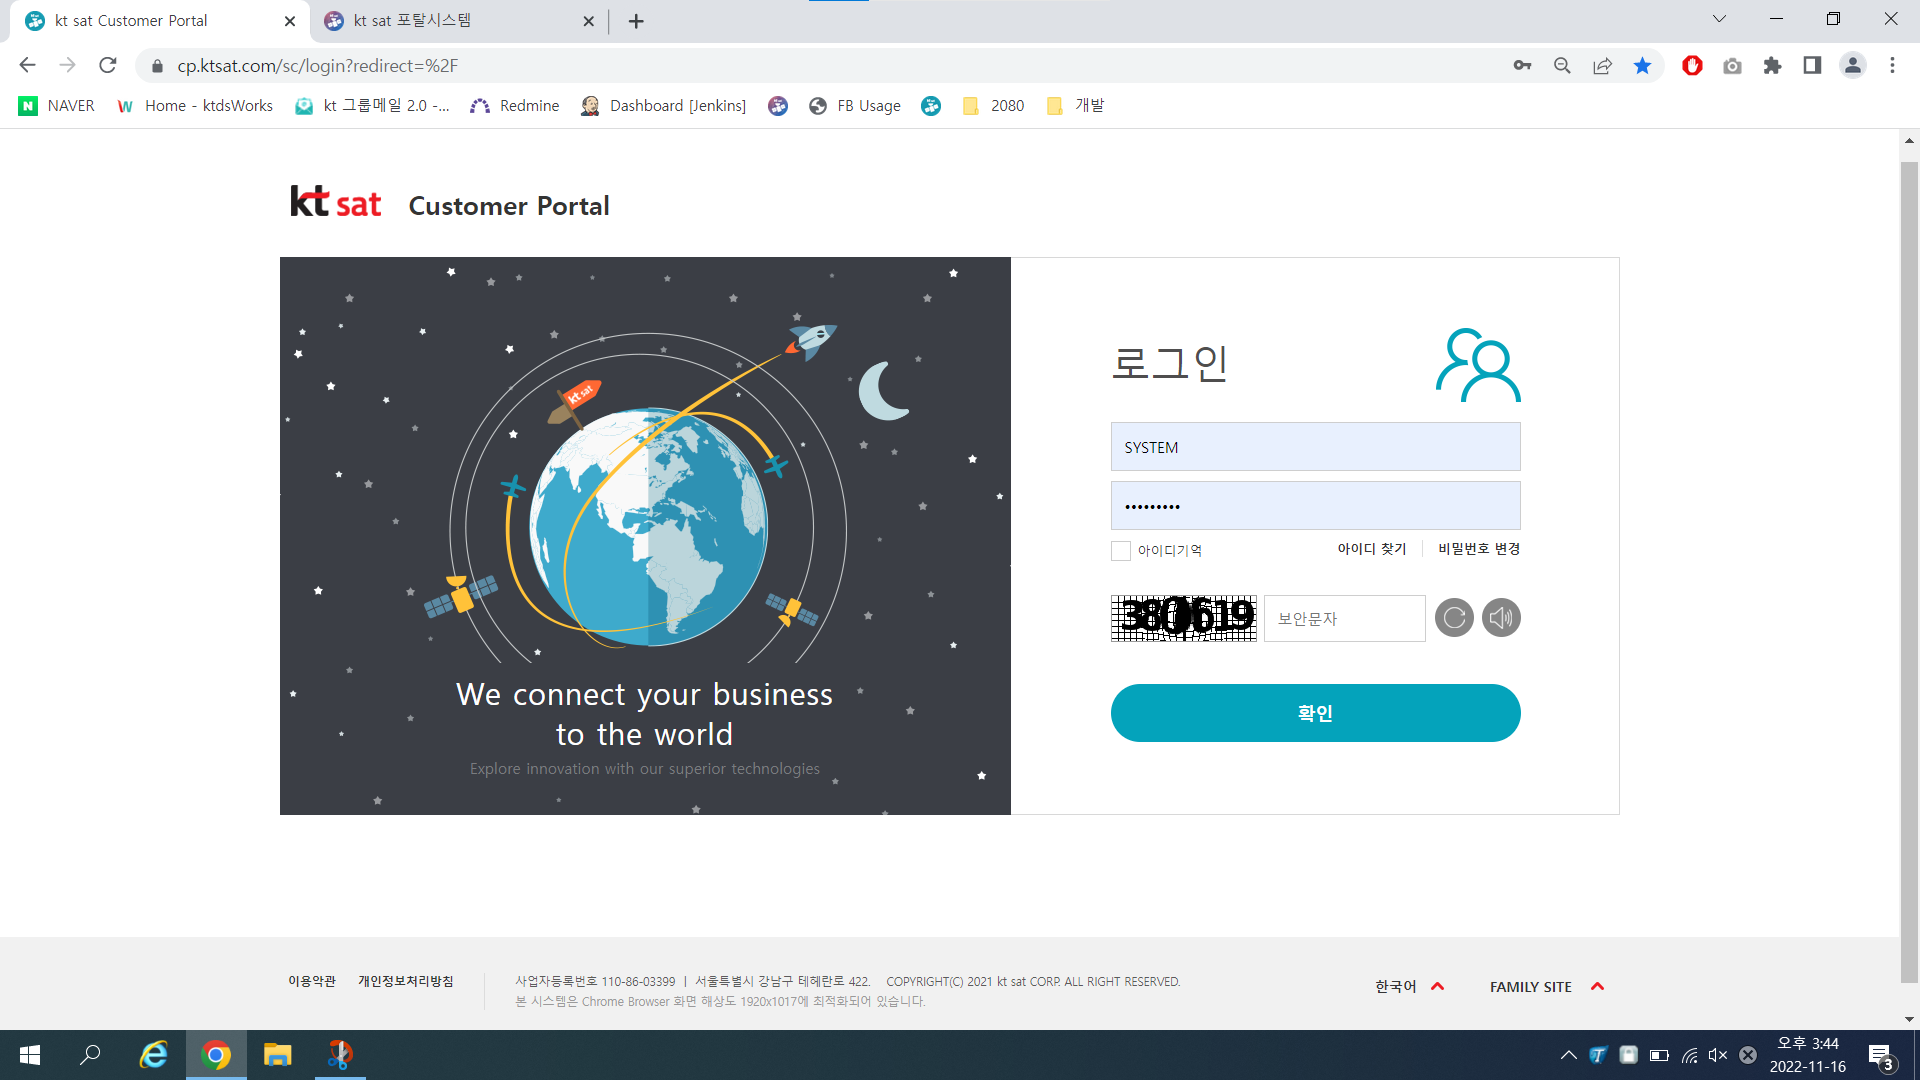 kt sat Customer Portal
kt sat 포탈시스템
cp.ktsat.com/sc/login?redirect=%2F
NAVER
Home - ktdsWorks
kt 그룹메일 2.0 -...
Redmine
Dashboard [Jenkins]
FB Usage
2080
개발
kt sat Customer Portal
kt sat
We connect your business
to the world
Explore innovation with our superior technologies
로그인
SYSTEM
아이디기억
아이디 찾기
비밀번호 변경
380619
보안문자
확인
이용약관 개인정보처리방침
사업자등록번호 110-86-03399 | 서울특별시 강남구 테헤란로 422. COPYRIGHT(C) 2021 kt sat CORP. ALL RIGHT RESERVED.
본 시스템은 Chrome Browser 화면 해상도 1920x1017에 최적화되어 있습니다.
한국어
FAMILY SITE
오후 3:44
2022-11-16
3